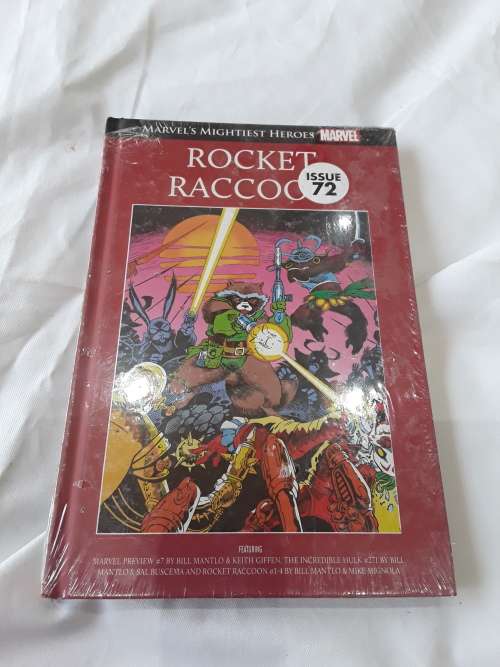 MARVEL'S MIGHTIEST HEROES MARVEL
ROCKET
RACCOO
ISSUE
72
FEATURING
MARVEL PREVIEW #7 BY BILL MANTLO & KEITH GIFFEN, THE INCREDIBLE HULK #271 BY BILL
MANTLO & SAL BUSCEMA AND ROCKET RACCOON #1-4 BY BILL MANTLO & MIKE MIGNOLA